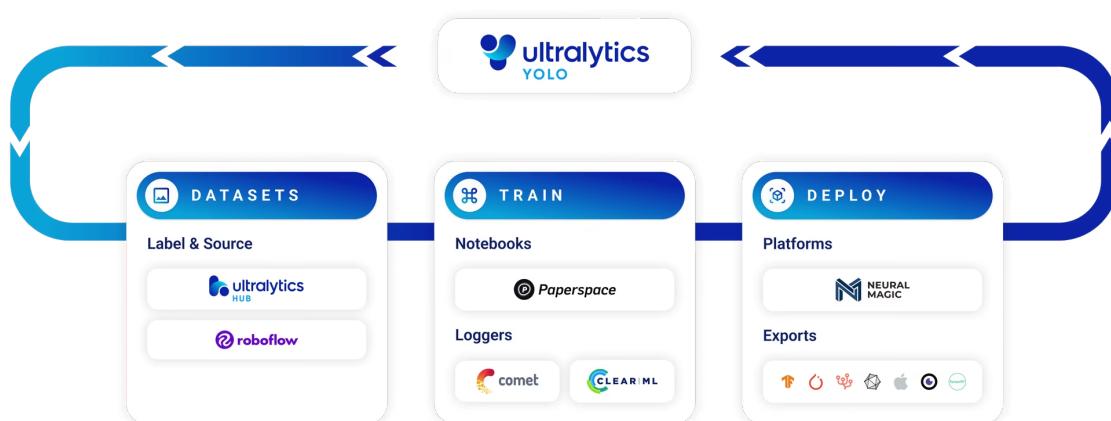 ultralytics
YOLO
DATASETS
Label & Source
ultralytics
HUB
roboflow
TRAIN
Notebooks
Paperspace
Loggers
comet
CLEAR|ML
DEPLOY
Platforms
NEURAL
MAGIC
Exports